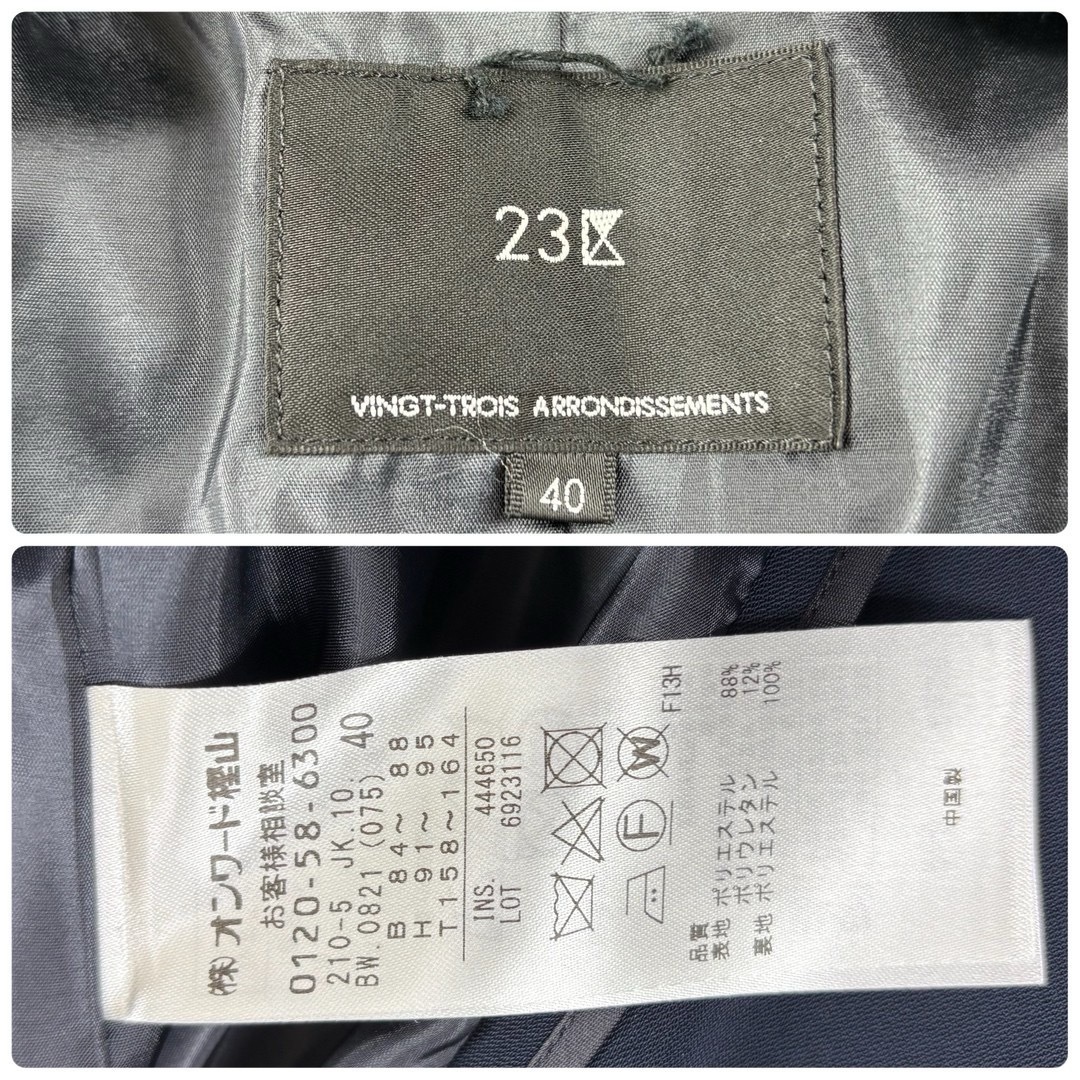 23区
VINGT-TROIS ARRONDISSEMENTS
40
㈱オンワード樫山
お客様相談室
0120-58-6300
210-5 JK.10. 40
BW.0821 (075)
B 84~ 88
H 91~ 95
T 158~164
INS. 444650
LOT 6923116
W
F
F13H
品質
表地 ポリエステル 88%
ポリウレタン 12%
裏地 ポリエステル 100%
中国製